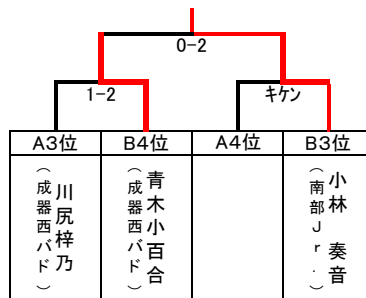 0-2
1-2
キケン
A3位
B4位
A4位
B3位
川尻梓乃
（成器西バド）
青木小百合
（成器西バド）
小林 奏音
（南部Jr.）